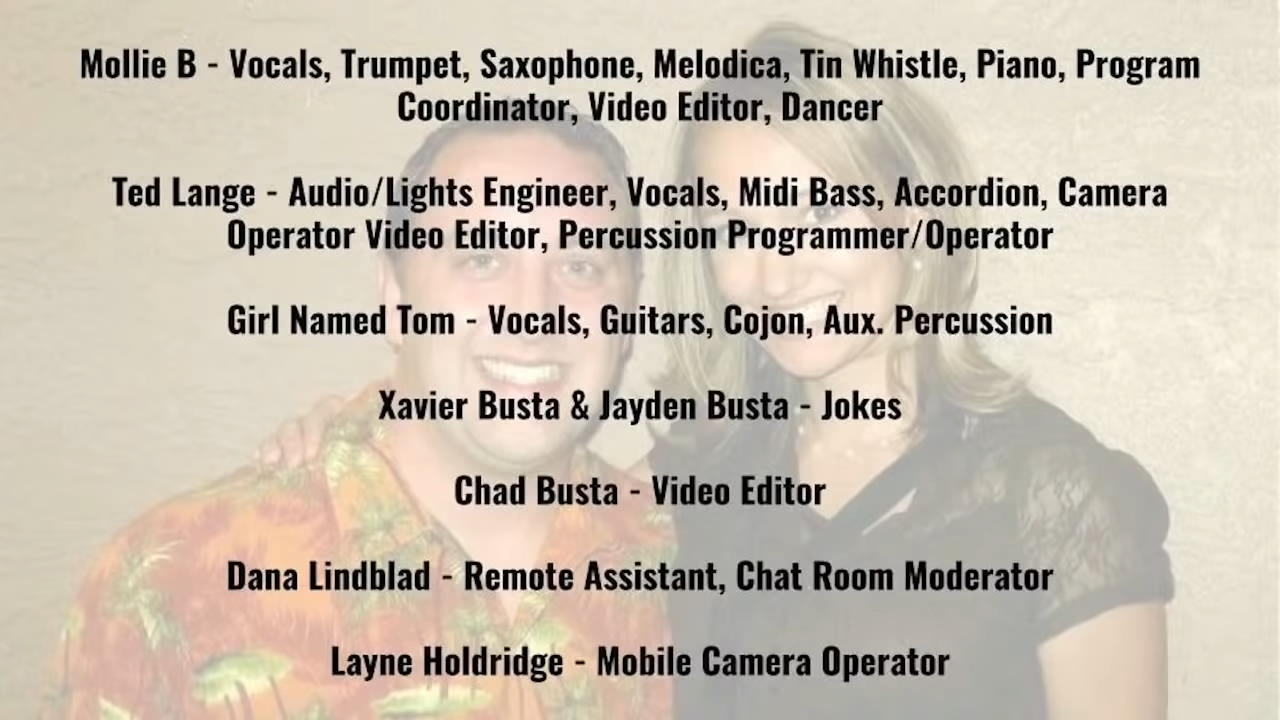 Mollie B - Vocals, Trumpet, Saxophone, Melodica, Tin Whistle, Piano, Program
Coordinator, Video Editor, Dancer
Ted Lange - Audio/Lights Engineer, Vocals, Midi Bass, Accordion, Camera
Operator Video Editor, Percussion Programmer/Operator
Girl Named Tom - Vocals, Guitars, Cojon, Aux. Percussion
Xavier Busta & Jayden Busta - Jokes
Chad Busta - Video Editor
Dana Lindblad - Remote Assistant, Chat Room Moderator
Layne Holdridge - Mobile Camera Operator